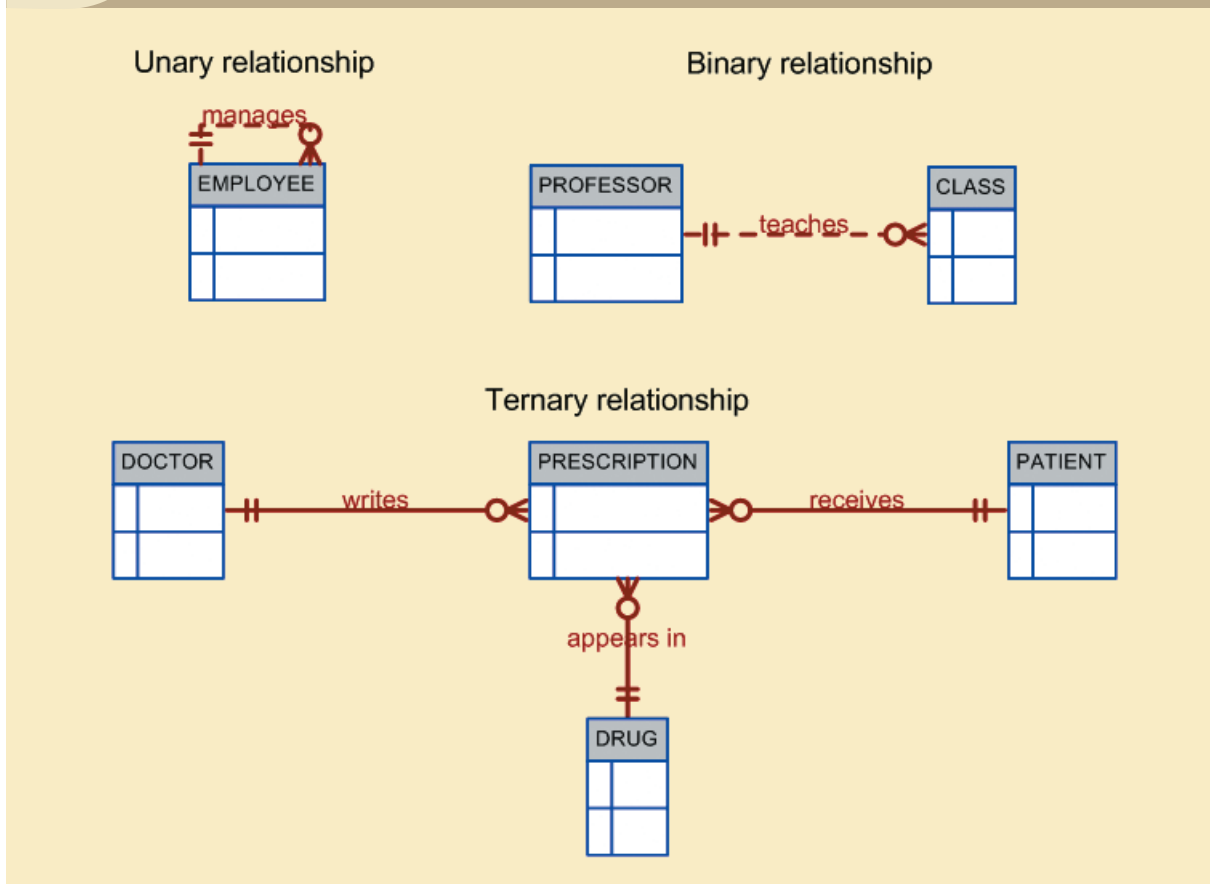 Unary relationship
Binary relationship
manages
EMPLOYEE
PROFESSOR
teaches
CLASS
Ternary relationship
DOCTOR
writes
PRESCRIPTION
receives
PATIENT
appears in
DRUG